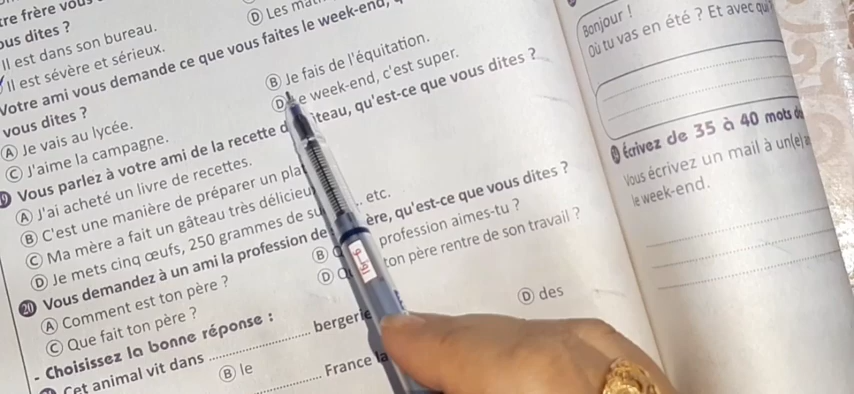 re frère vous
us dites ?
Il est dans son bureau.
Ⓓ Les
Il est sévère et sérieux.
Votre ami vous demande ce que vous faites le week-end,
vous dites ?
Ⓐ Je vais au lycée.
Ⓑ Je fais de l'équitation.
Ⓒ J'aime la campagne.
Ⓓ e week-end, c'est super.
Vous parlez à votre ami de la recette d iteau, qu'est-ce que vous dites ?
Ⓐ J'ai acheté un livre de recettes.
Ⓑ C'est une manière de préparer un pla
Ⓒ Ma mère a fait un gâteau très délicieu
Ⓓ Je mets cinq œufs, 250 grammes de su .. etc.
20 Vous demandez à un ami la profession de ère, qu'est-ce que vous dites ?
Ⓐ Comment est ton père ?
Ⓑ Q profession aimes-tu ?
Ⓒ Que fait ton père ?
Ⓓ Q ton père rentre de son travail ?
- Choisissez la bonne réponse :
Cet animal vit dans bergerie
Ⓑ le
Ⓓ des
France la
Bonjour !
Où tu vas en été ? Et avec qui
Écrivez de 35 à 40 mots d
Vous écrivez un mail à un(e) a
le week-end.